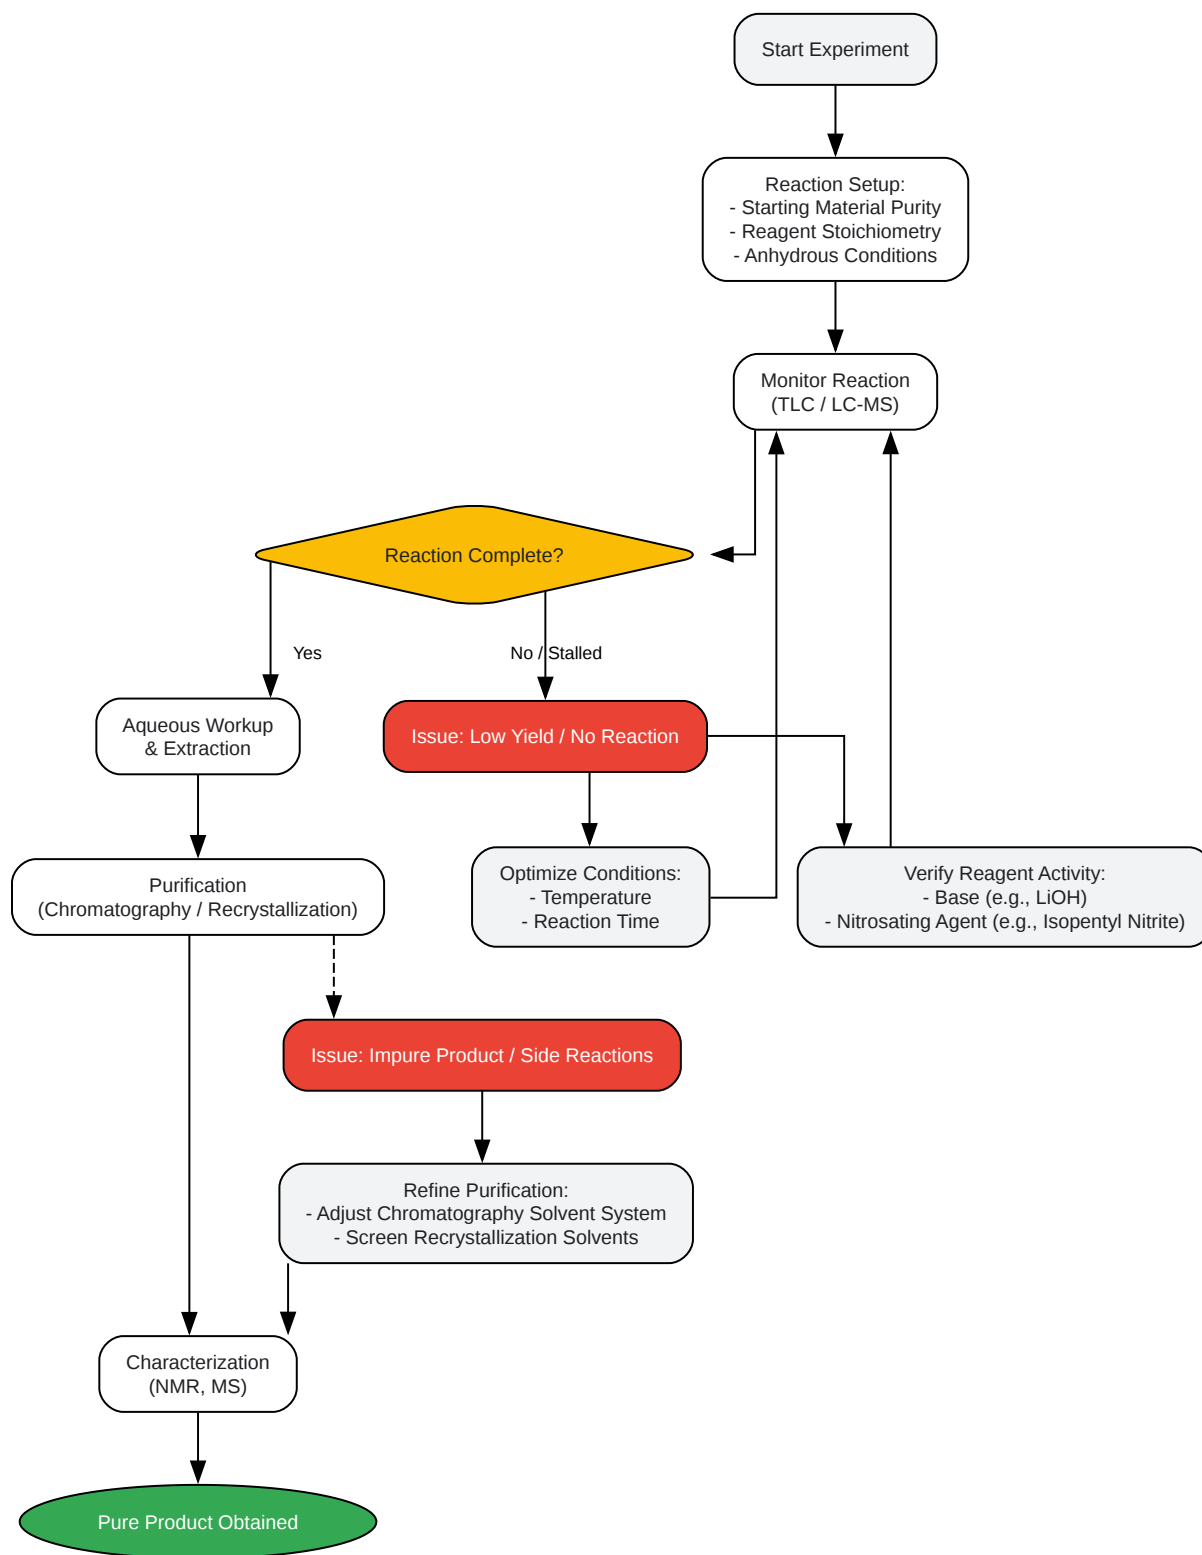 Start Experiment
Reaction Setup:
- Starting Material Purity
- Reagent Stoichiometry
- Anhydrous Conditions
Monitor Reaction
(TLC / LC-MS)
Reaction Complete?
Yes
No / Stalled
Aqueous Workup
& Extraction
Issue: Low Yield / No Reaction
Purification
(Chromatography / Recrystallization)
Optimize Conditions:
- Temperature
- Reaction Time
Verify Reagent Activity:
- Base (e.g., LiOH)
- Nitrosating Agent (e.g., Isopentyl Nitrite)
Issue: Impure Product / Side Reactions
Refine Purification:
- Adjust Chromatography Solvent System
- Screen Recrystallization Solvents
Characterization
(NMR, MS)
Pure Product Obtained